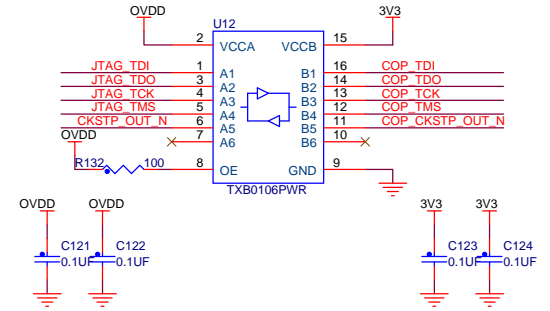 OVDD 3V3
U12
2 VCCA VCCB 15
JTAG_TDI 1 A1 B1 16 COP_TDI
JTAG_TDO 3 A2 B2 14 COP_TDO
JTAG_TCK 4 A3 B3 13 COP_TCK
JTAG_TMS 5 A4 B4 12 COP_TMS
CKSTP_OUT_N 6 A5 B5 11 COP_CKSTP_OUT_N
OVDD 7 A6 B6 10
R132 100 8 OE GND 9
TXB0106PWR
OVDD OVDD 3V3 3V3
C121 C122 C123 C124
0.1UF 0.1UF 0.1UF 0.1UF